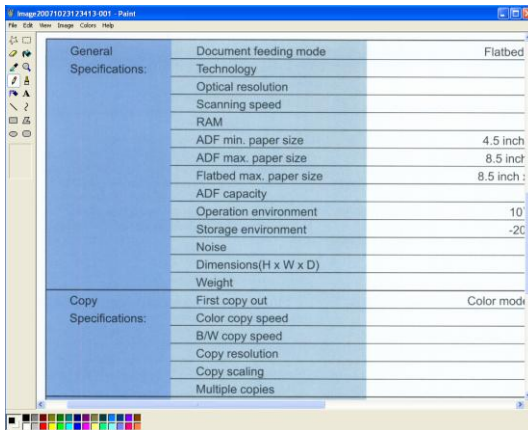 Image20071023123413-001 - Paint
File Edit View Image Colors Help
General Document feeding mode Flatbed
Specifications: Technology
Optical resolution
Scanning speed
RAM
ADF min. paper size 4.5 inch
ADF max. paper size 8.5 inch
Flatbed max. paper size 8.5 inch
ADF capacity
Operation environment 10
Storage environment -20
Noise
Dimensions(H x W x D)
Weight
Copy First copy out Color mode
Specifications: Color copy speed
B/W copy speed
Copy resolution
Copy scaling
Multiple copies